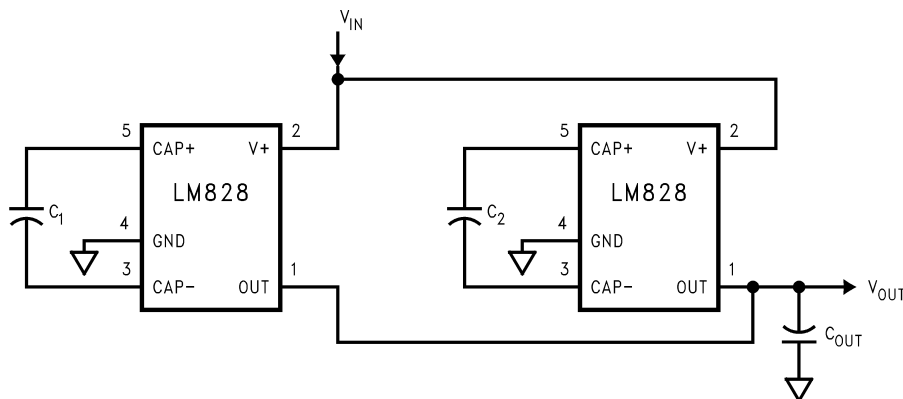 VIN
5
2
5
2
CAP+
V+
CAP+
V+
LM828
LM828
C1
C2
4
GND
4
GND
3
1
3
1
CAP-
OUT
CAP-
OUT
VOUT
COUT